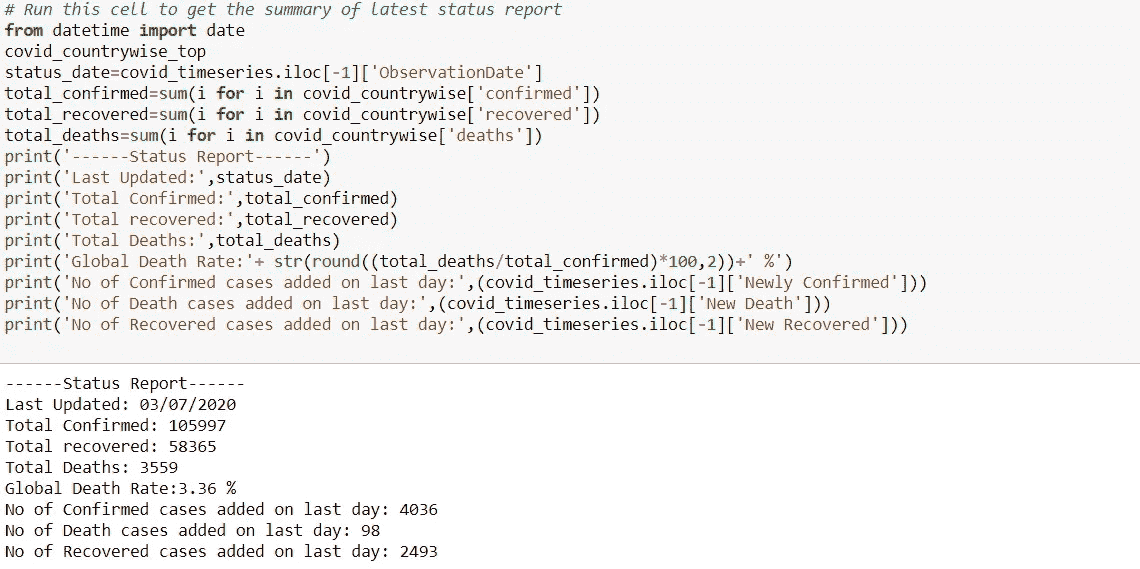 # Run this cell to get the summary of latest status report
from datetime import date
covid_countrywise_top
status_date=covid_timeseries.iloc[-1]['ObservationDate']
total_confirmed=sum(i for i in covid_countrywise['confirmed'])
total_recovered=sum(i for i in covid_countrywise['recovered'])
total_deaths=sum(i for i in covid_countrywise['deaths'])
print('------Status Report------')
print('Last Updated:',status_date)
print('Total Confirmed:',total_confirmed)
print('Total recovered:',total_recovered)
print('Total Deaths:',total_deaths)
print('Global Death Rate:'+ str(round((total_deaths/total_confirmed)*100,2))+' %')
print('No of Confirmed cases added on last day:',(covid_timeseries.iloc[-1]['Newly Confirmed']))
print('No of Death cases added on last day:',(covid_timeseries.iloc[-1]['New Death']))
print('No of Recovered cases added on last day:',(covid_timeseries.iloc[-1]['New Recovered']))
------Status Report------
Last Updated: 03/07/2020
Total Confirmed: 105997
Total recovered: 58365
Total Deaths: 3559
Global Death Rate:3.36 %
No of Confirmed cases added on last day: 4036
No of Death cases added on last day: 98
No of Recovered cases added on last day: 2493